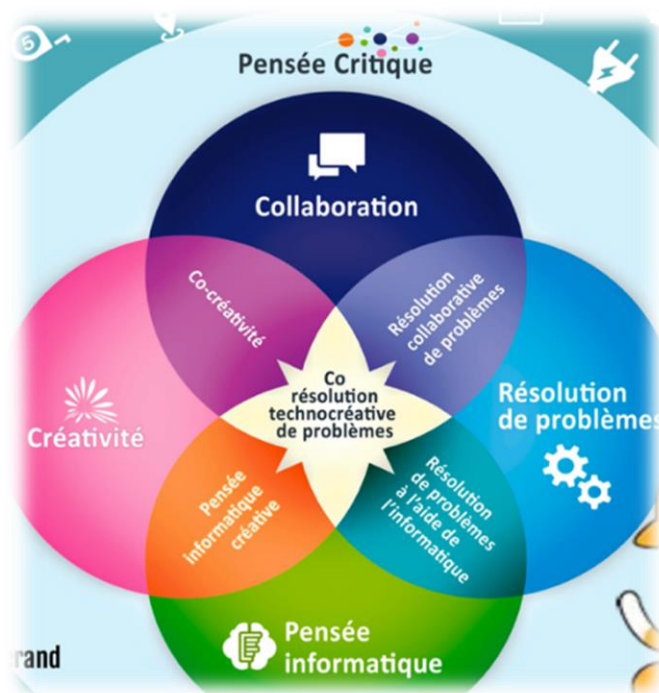 5
Pensée Critique
Collaboration
Co-créativité
Résolution
collaborative
de problèmes
Co
résolution
technocréative
de problèmes
Créativité
Résolution
de problèmes
Pensée
informatique
créative
Résolution
de problèmes
à l'aide de
l'informatique
Pensée
informatique
rand